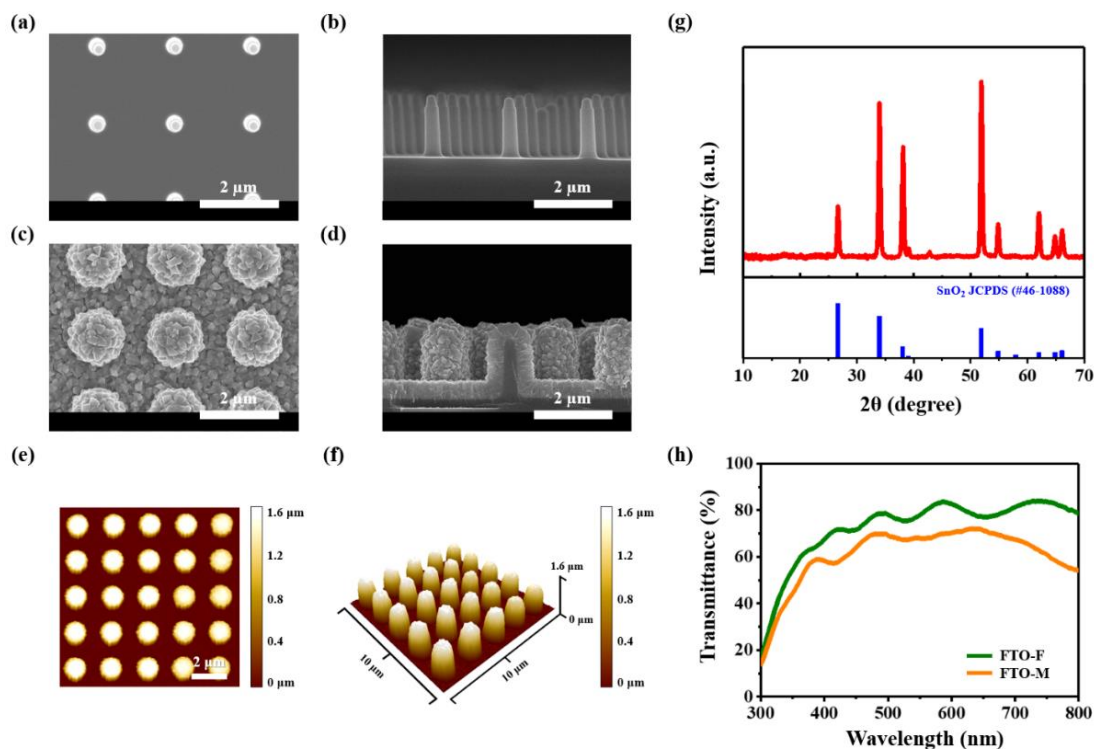 (a)
2 μm
(b)
2 μm
(c)
2 μm
(d)
2 μm
(e)
2 μm
1.6 μm
1.2
0.8
0.4
0 μm
(f)
1.6 μm
0 μm
10 μm
10 μm
1.6 μm
1.2
0.8
0.4
0 μm
(g)
Intensity (a.u.)
SnO₂ JCPDS (#46-1088)
10 20 30 40 50 60 70
2θ (degree)
(h)
Transmittance (%)
100
80
60
40
20
0
FTO-F
FTO-M
300 400 500 600 700 800
Wavelength (nm)